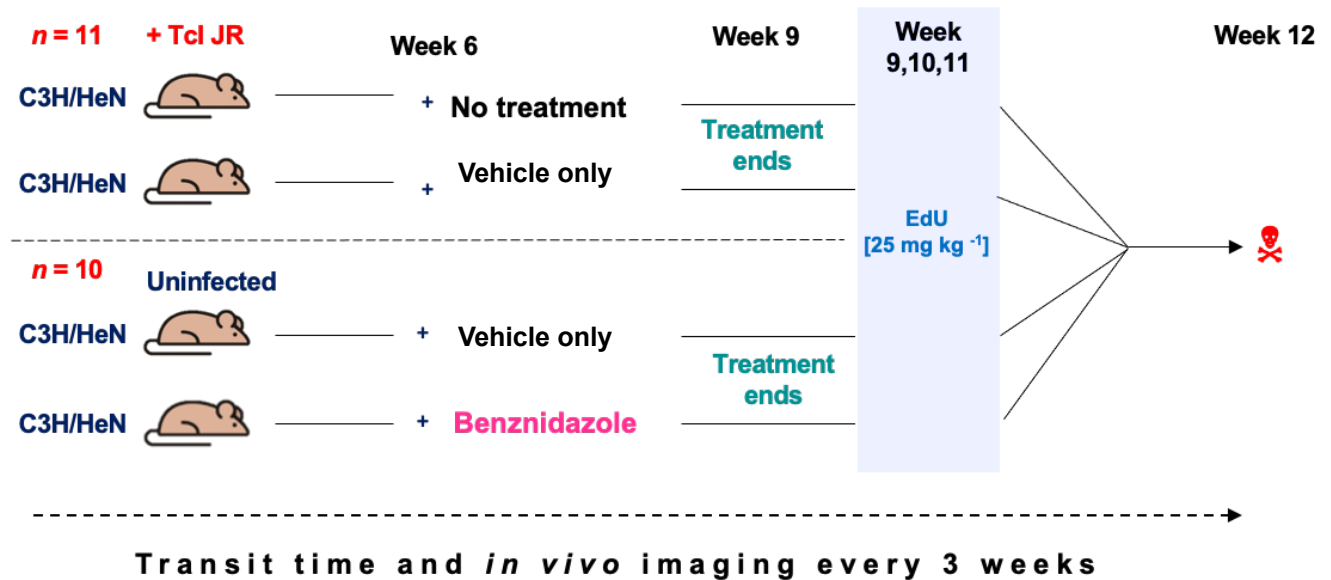 n = 11 + TcI JR
Week 6
Week 9
Week
9,10,11
Week 12
C3H/HeN + No treatment
Treatment
ends
C3H/HeN + Vehicle only
EdU
[25 mg kg ⁻¹]
n = 10
Uninfected
C3H/HeN + Vehicle only
Treatment
ends
C3H/HeN + Benznidazole
Transit time and in vivo imaging every 3 weeks